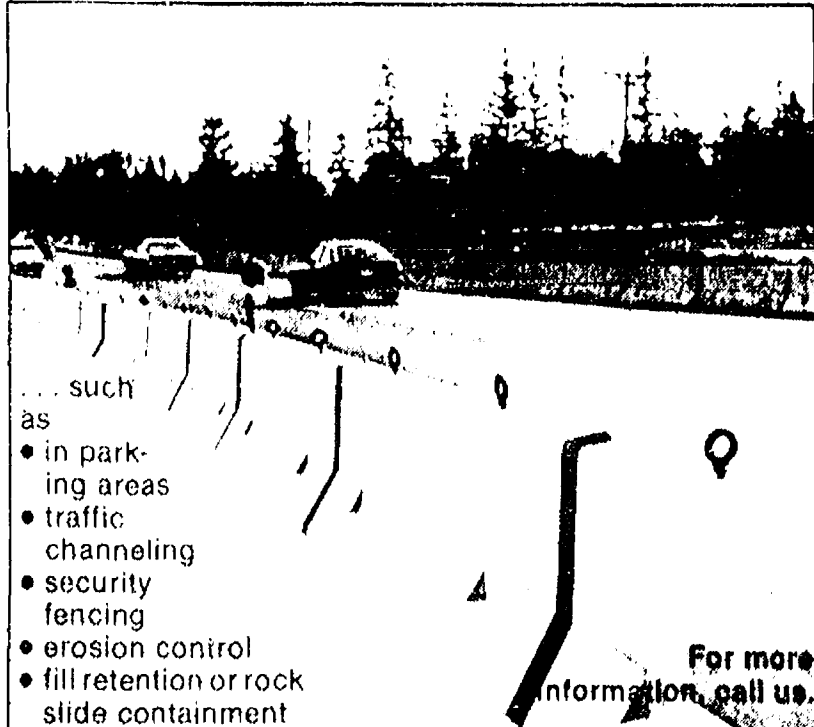 ... such
as
• in park-
ing areas
• traffic
channeling
• security
fencing
• erosion control
• fill retention or rock
slide containment
For more
information, call us.